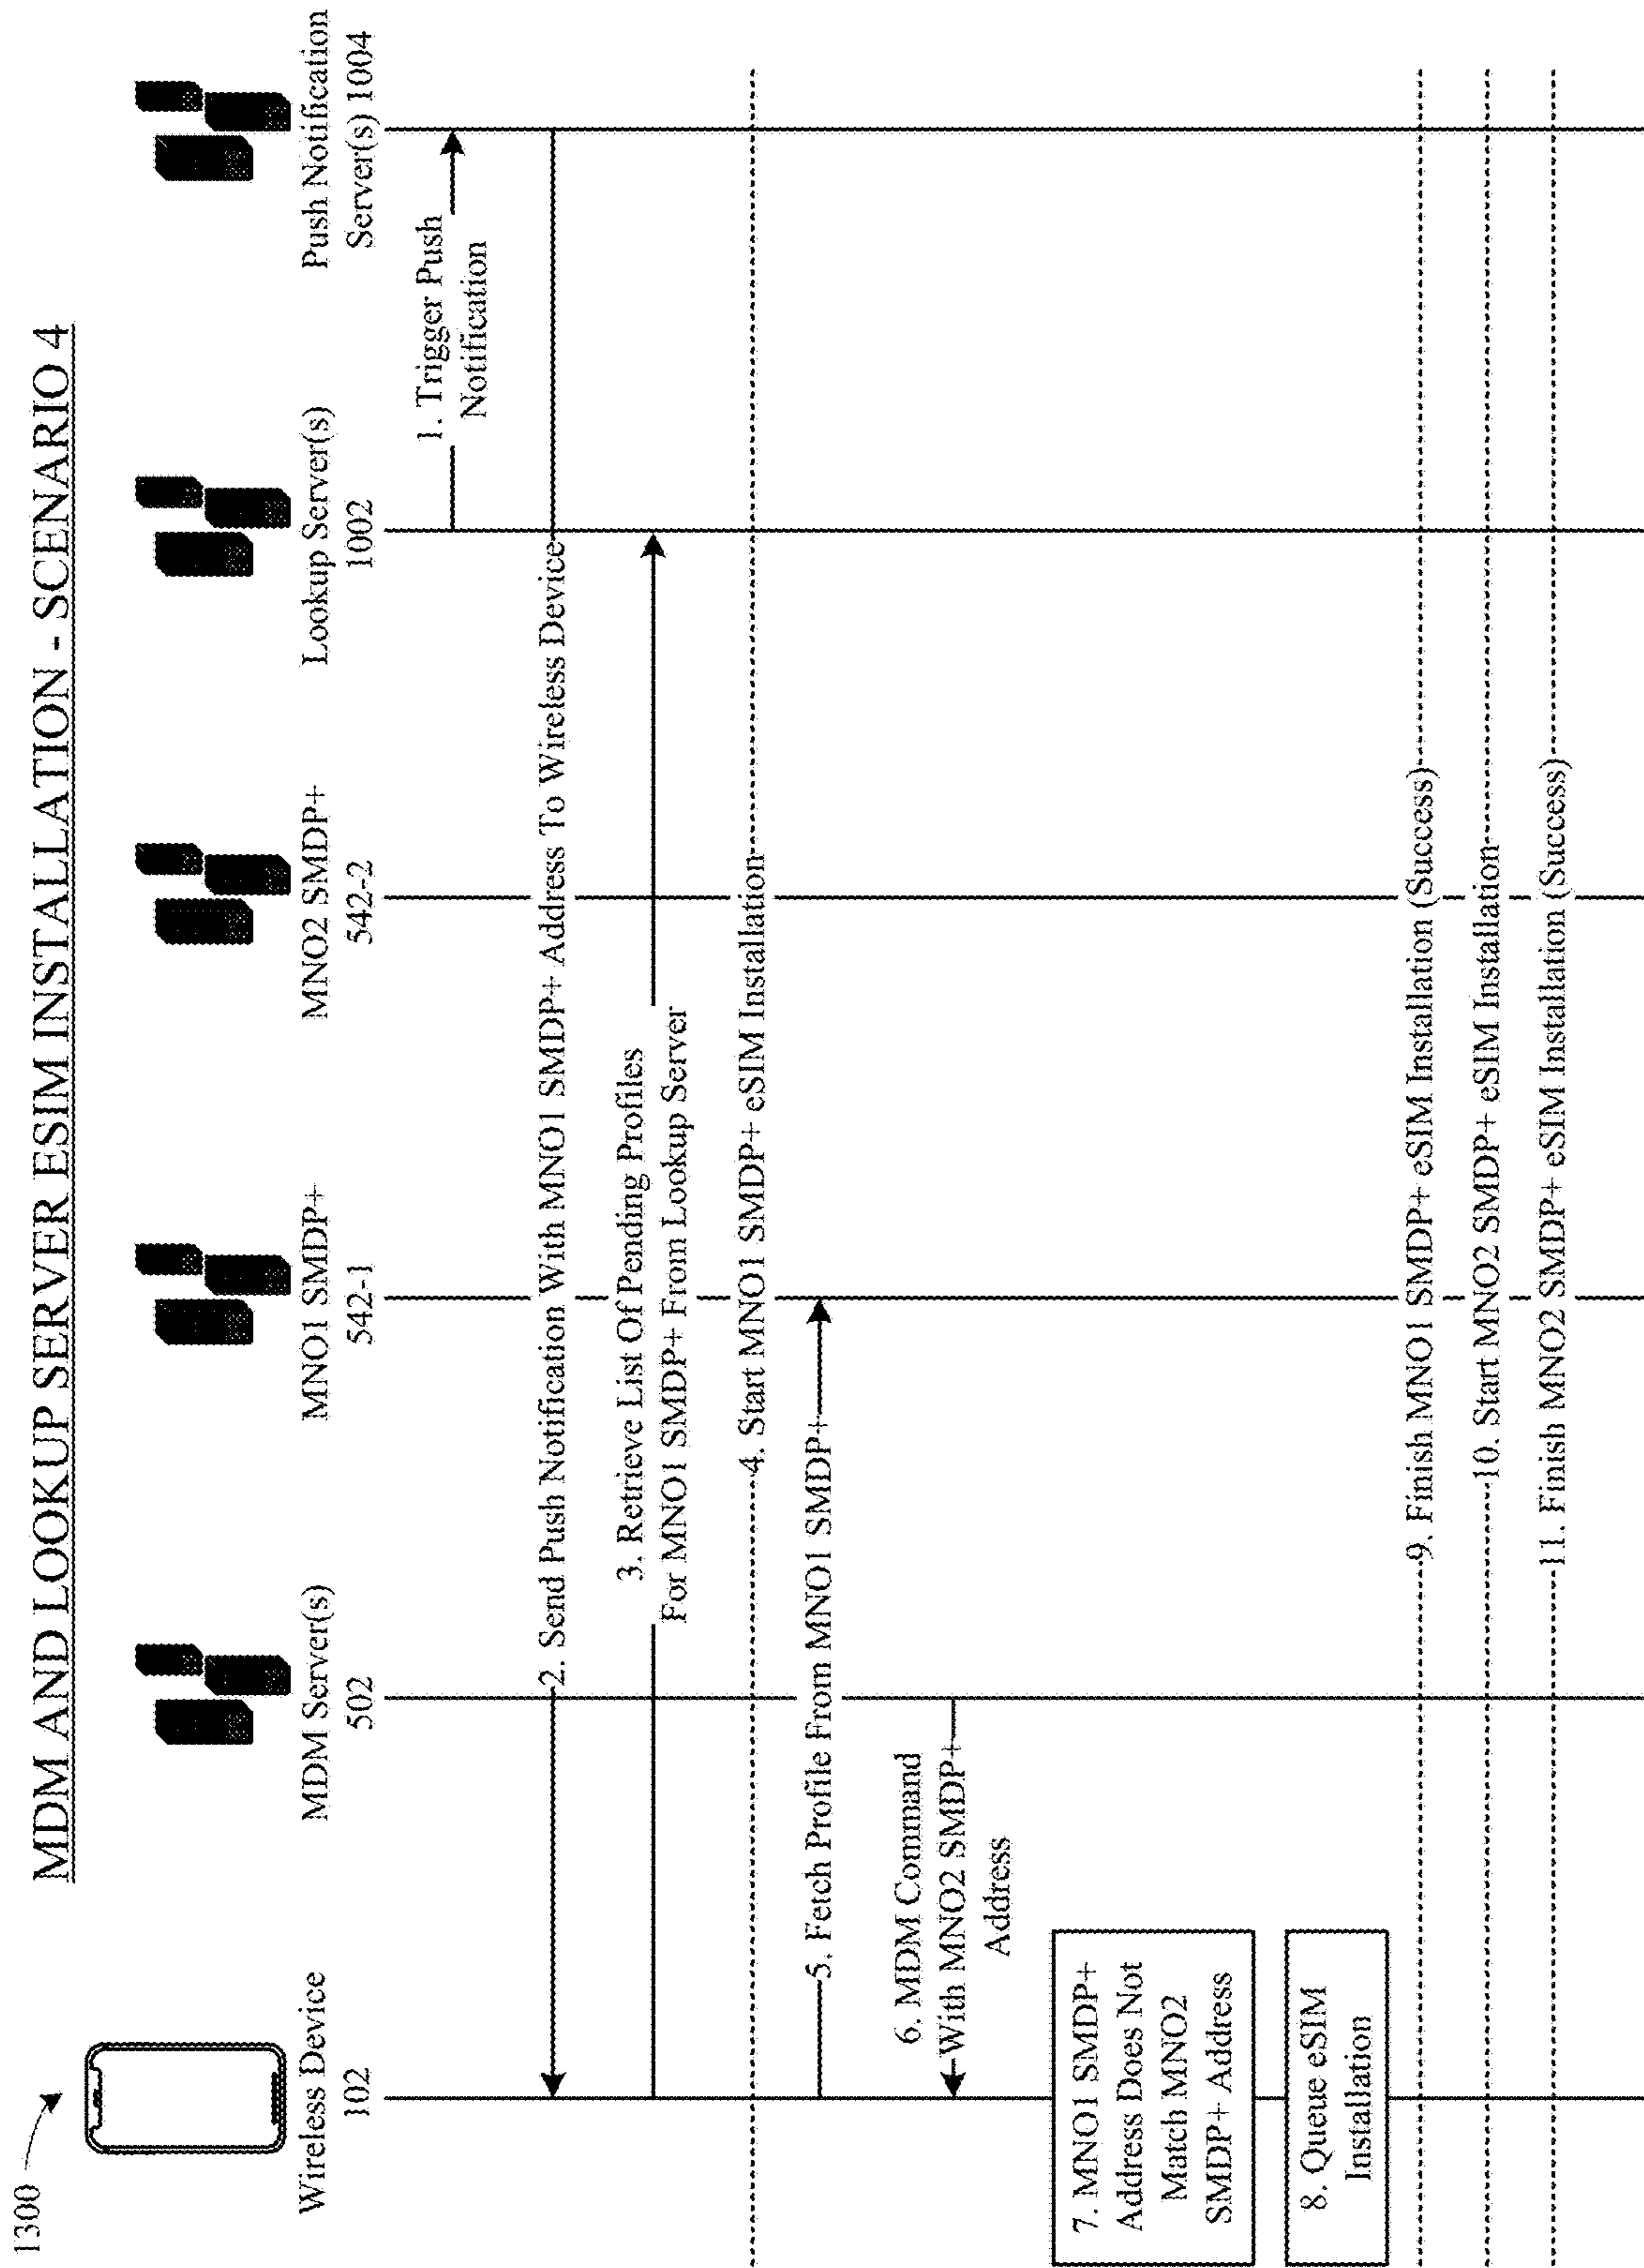 1300
MDM AND LOOKUP SERVER ESIM INSTALLATION - SCENARIO 4
Wireless Device
102
MDM Server(s)
502
MNO1 SMDP+
542-1
MNO2 SMDP+
542-2
Lookup Server(s)
1002
Push Notification
Server(s) 1004
1. Trigger Push
Notification
2. Send Push Notification With MNO1 SMDP+ Address To Wireless Device
3. Retrieve List Of Pending Profiles
For MNO1 SMDP+ From Lookup Server
4. Start MNO1 SMDP+ eSIM Installation
5. Fetch Profile From MNO1 SMDP+
6. MDM Command
With MNO2 SMDP+
Address
7. MNO1 SMDP+
Address Does Not
Match MNO2
SMDP+ Address
8. Queue eSIM
Installation
9. Finish MNO1 SMDP+ eSIM Installation (Success)
10. Start MNO2 SMDP+ eSIM Installation
11. Finish MNO2 SMDP+ eSIM Installation (Success)